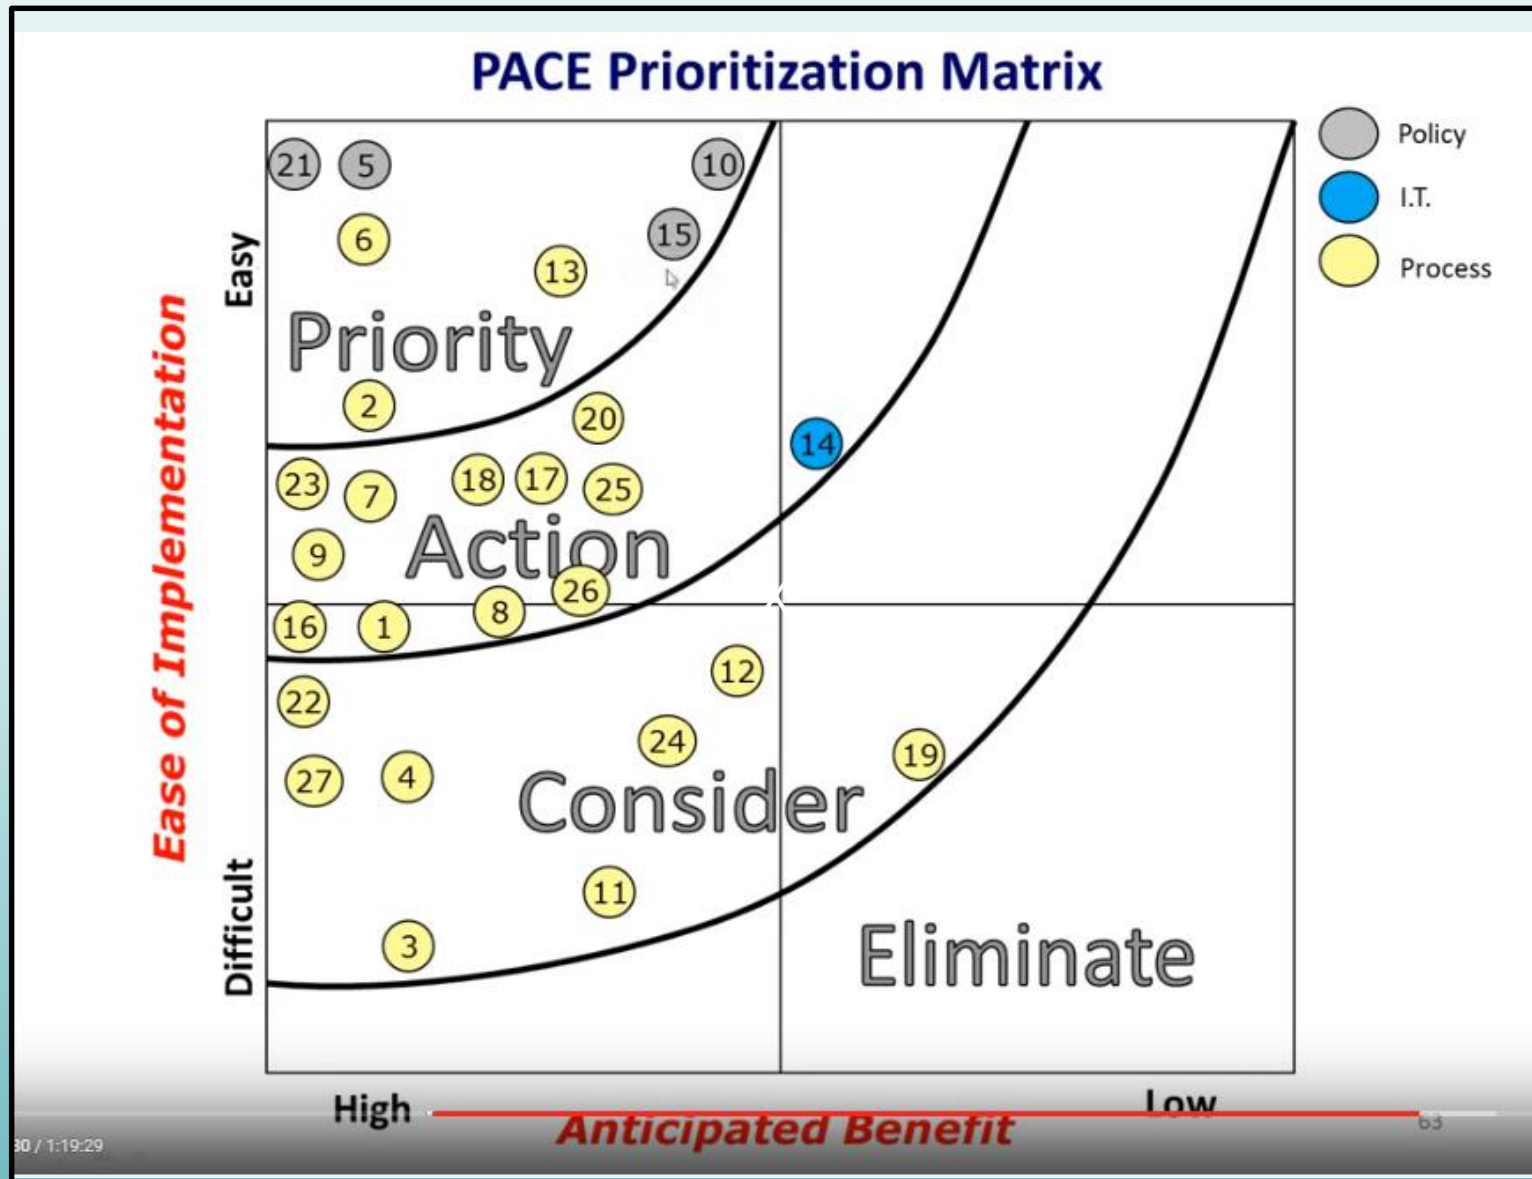 PACE Prioritization Matrix
Policy
I.T.
Process
Ease of Implementation
Easy
Difficult
21 5 10
6 15
13
Priority
2 20
14
23 7 18 17 25
Action
9
26
16 1 8
12
22
24 19
27 4
Consider
11
3
Eliminate
High Low
Anticipated Benefit
63
30 / 1:19:29